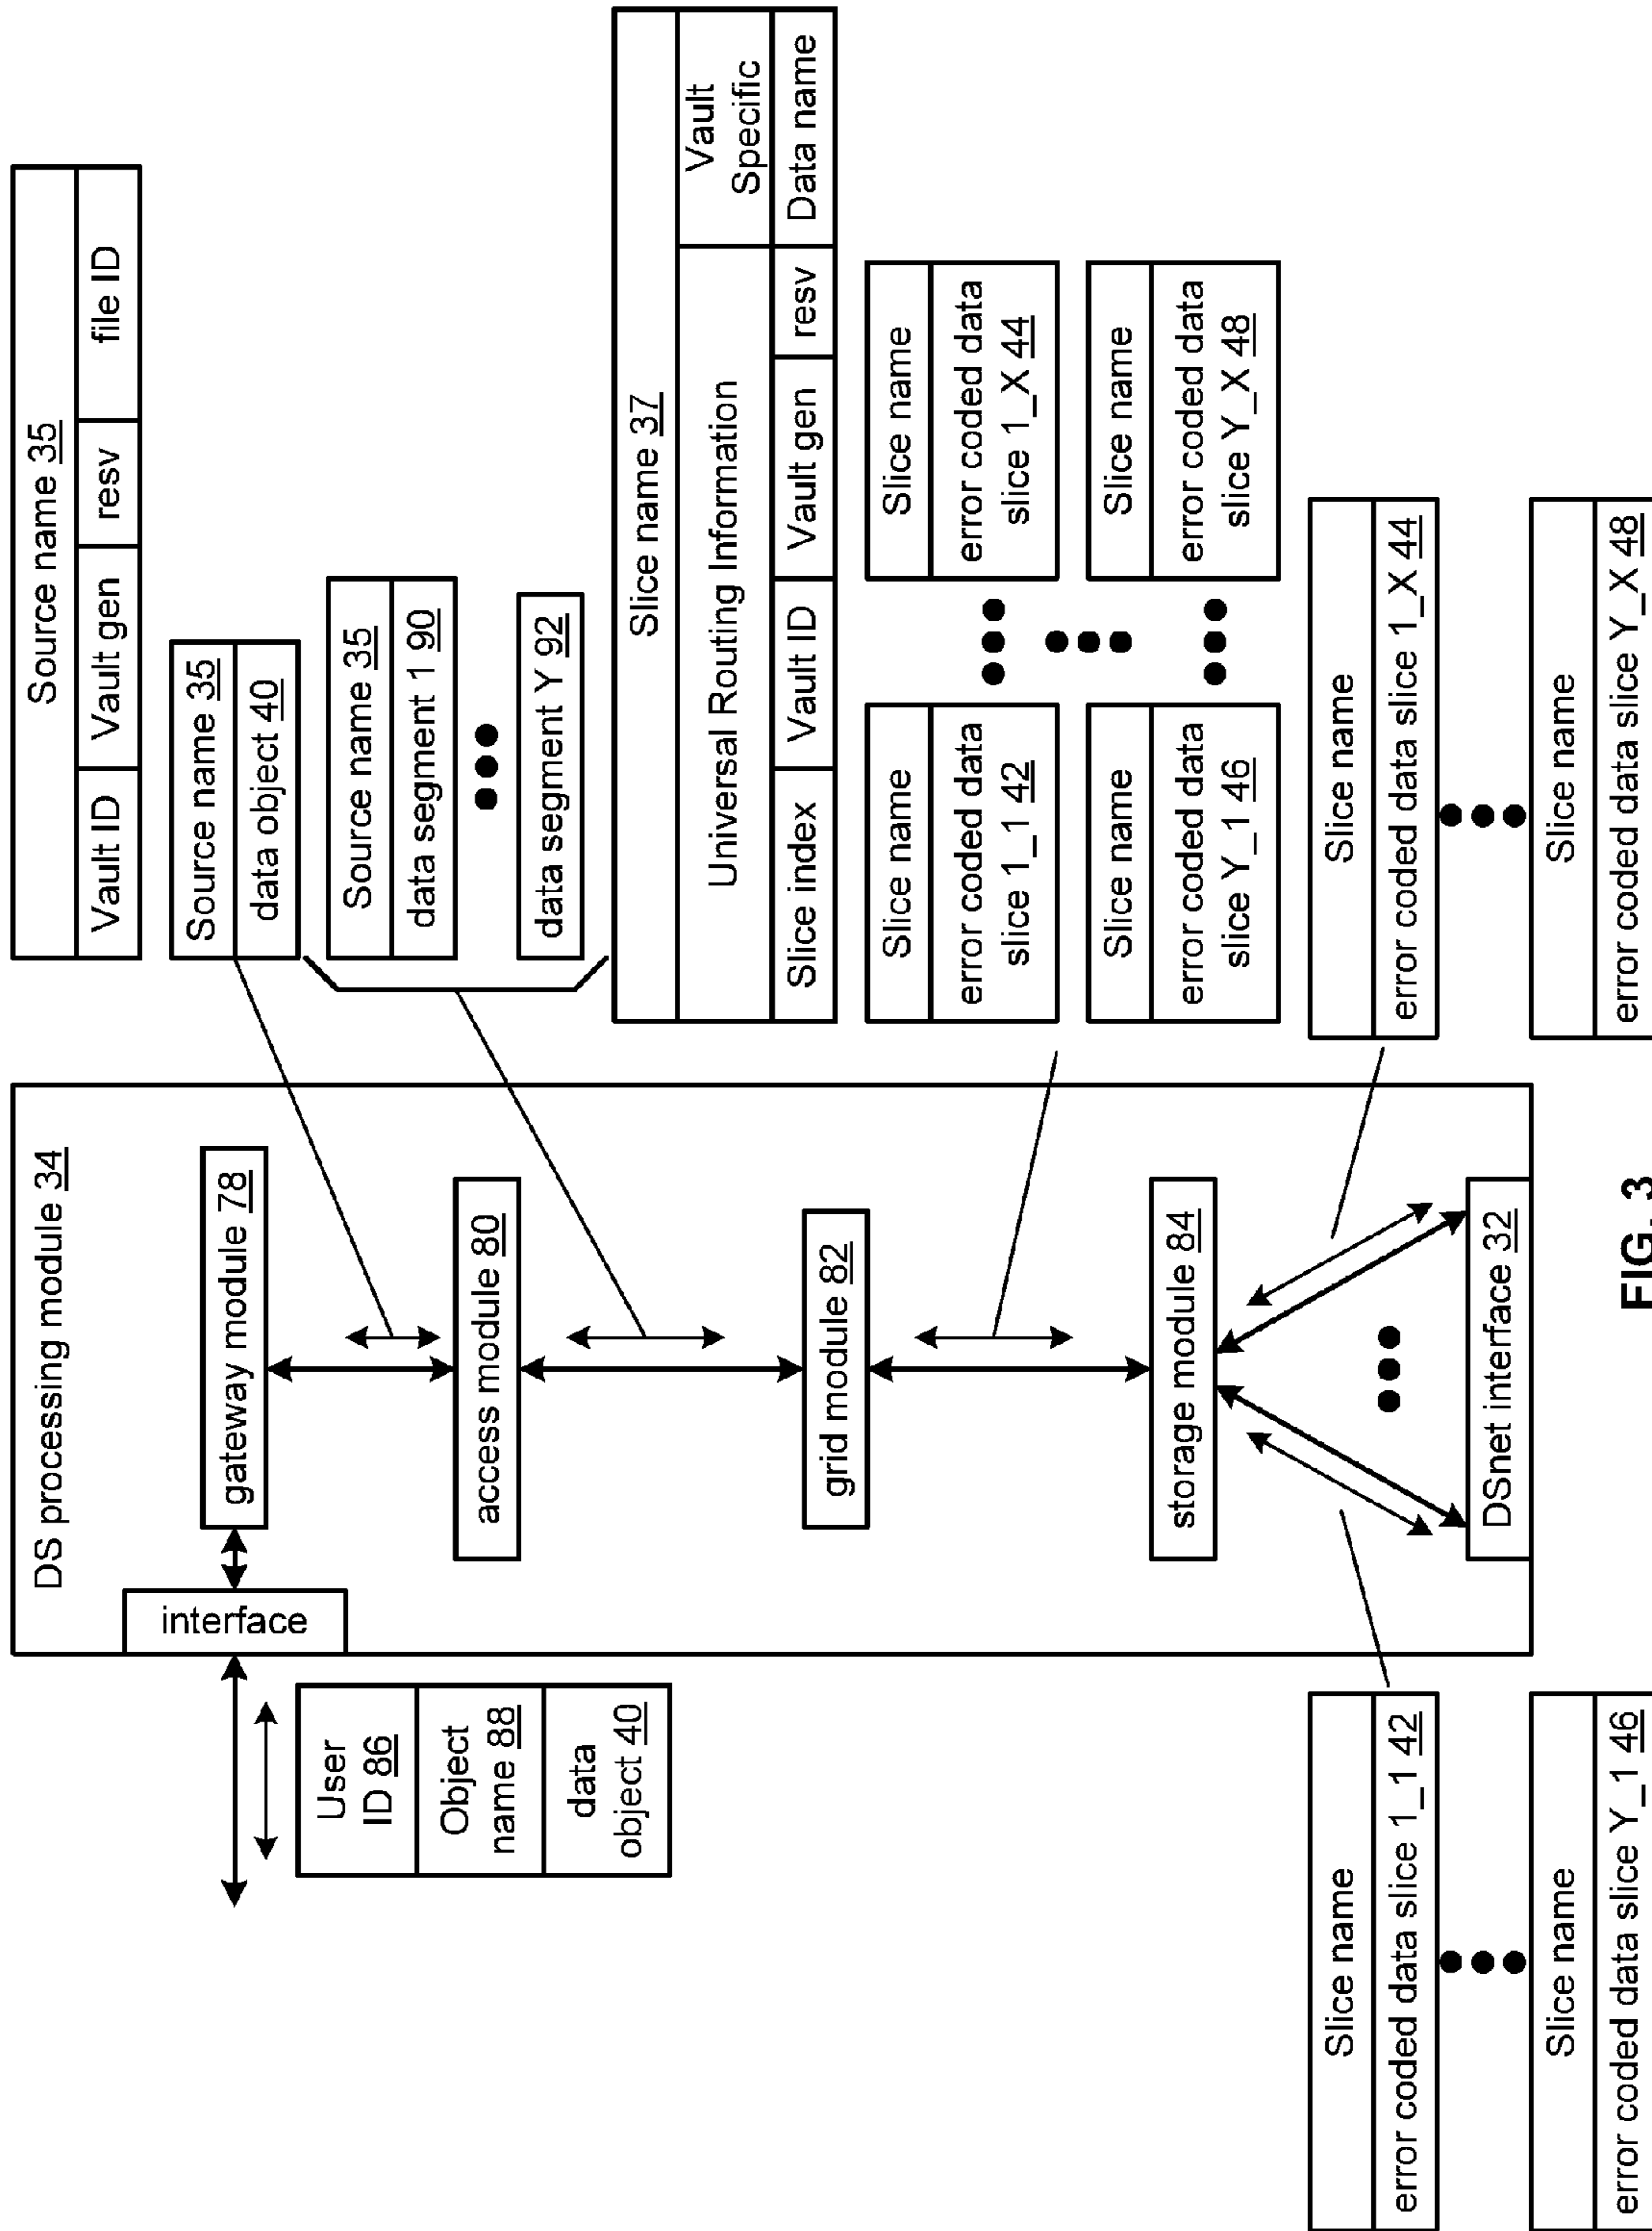 DS processing module 34
interface
gateway module 78
access module 80
grid module 82
storage module 84
DSnet interface 32
User
ID 86
Object
name 88
data
object 40
Source name 35
Vault ID
Vault gen
resv
file ID
Source name 35
data object 40
Source name 35
data segment 1 90
data segment Y 92
Slice name 37
Universal Routing Information
Vault
Specific
Slice index
Vault ID
Vault gen
resv
Data name
Slice name
error coded data
slice 1_1 42
Slice name
error coded data
slice 1_X 44
Slice name
error coded data
slice Y_1 46
Slice name
error coded data
slice Y_X 48
Slice name
error coded data slice 1_1 42
Slice name
error coded data slice Y_1 46
Slice name
error coded data slice 1_X 44
Slice name
error coded data slice Y_X 48
FIG. 3